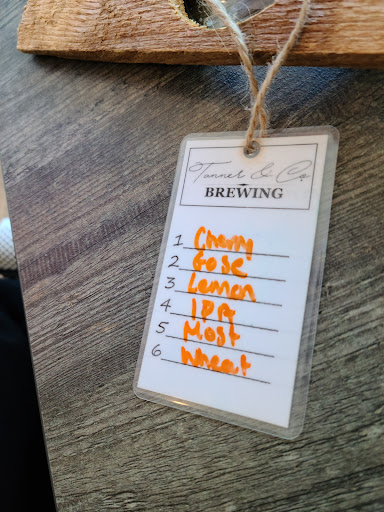 Tanner & Co
BREWING
1 Cherry
2 Gose
3 Lemon
4 IPA
5 Most
6 Wheat